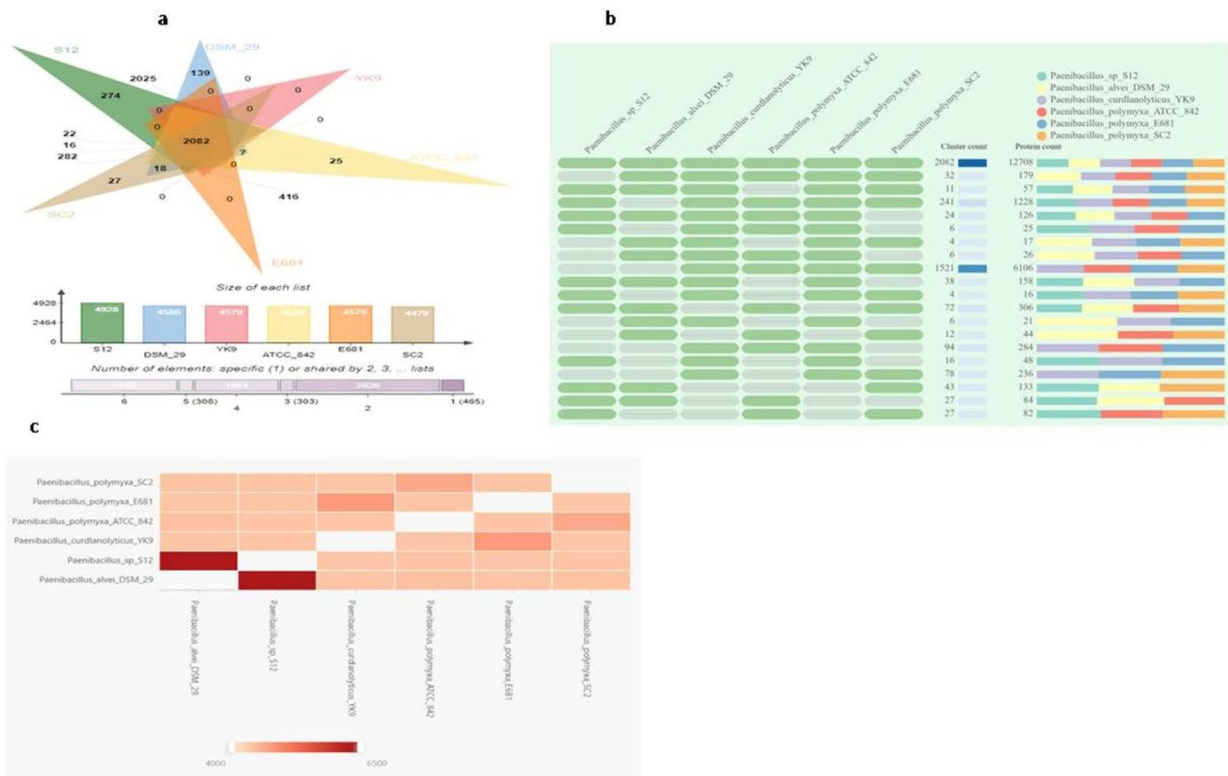 a
S12
DSM_29
YK9
ATCC_842
E681
SC2
2025
139
0
0
274
0
0
0
0
0
22
16
282
2082
7
25
18
0
27
0
0
416
Size of each list
4928
2464
0
4928
4586
4579
4579
4479
S12
DSM_29
YK9
ATCC_842
E681
SC2
Number of elements: specific (1) or shared by 2, 3, ... lists
2826
6
5 (308)
4
3 (303)
2
1 (465)
b
Paenibacillus_sp_S12
Paenibacillus_alvei_DSM_29
Paenibacillus_curdlanolyticus_YK9
Paenibacillus_polymyxa_ATCC_842
Paenibacillus_polymyxa_E681
Paenibacillus_polymyxa_SC2
Paenibacillus_sp_S12
Paenibacillus_alvei_DSM_29
Paenibacillus_curdlanolyticus_YK9
Paenibacillus_polymyxa_ATCC_842
Paenibacillus_polymyxa_E681
Paenibacillus_polymyxa_SC2
Cluster count Protein count
2082 12708
32 179
11 57
241 1228
24 126
6 25
4 17
6 26
1521 6106
38 158
4 16
72 306
6 21
12 44
94 284
16 48
78 236
43 133
27 84
27 82
c
Paenibacillus_polymyxa_SC2
Paenibacillus_polymyxa_E681
Paenibacillus_polymyxa_ATCC_842
Paenibacillus_curdlanolyticus_YK9
Paenibacillus_sp_S12
Paenibacillus_alvei_DSM_29
Paenibacillus_alvei_DSM_29
Paenibacillus_sp_S12
Paenibacillus_curdlanolyticus_YK9
Paenibacillus_polymyxa_ATCC_842
Paenibacillus_polymyxa_E681
Paenibacillus_polymyxa_SC2
4000
6500